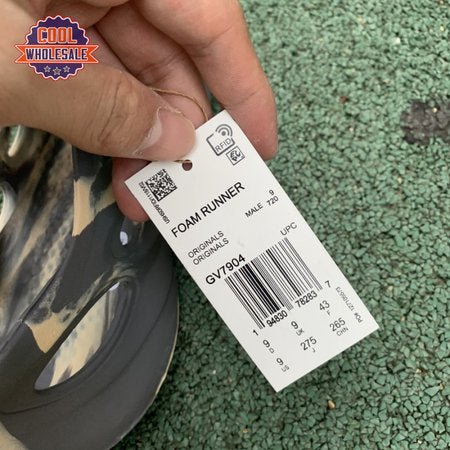 COOL
WHOLESALE
RFID
FOAM RUNNER
9
MALE 720
ORIGINALS
ORIGINALS
GV7904
UPC
1 94830 78283 7
9 9 43
D UK F
9 275 265
US J CHN